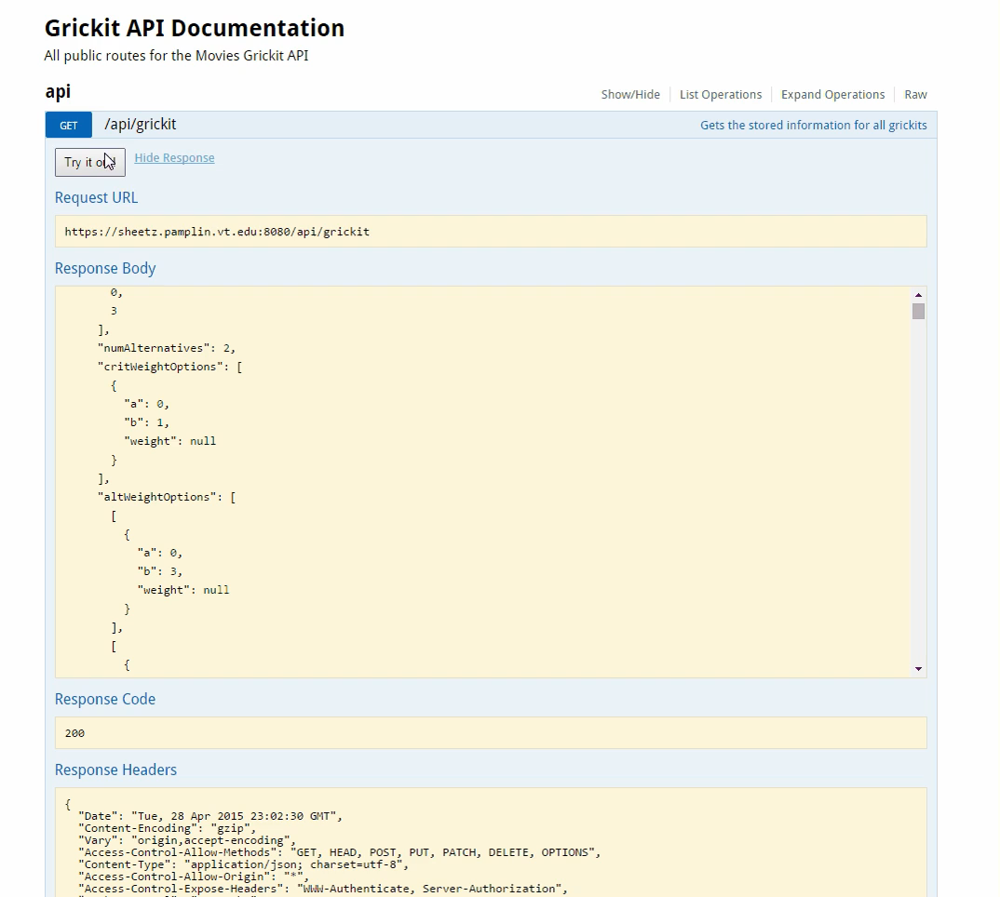 Grickit API Documentation
All public routes for the Movies Grickit API
api
Show/Hide
List Operations
Expand Operations
Raw
GET
/api/grickit
Gets the stored information for all grickits
Try it
Hide Response
Request URL
https://sheetz.pamplin.vt.edu:8080/api/grickit
Response Body
0,
3
],
"numAlternatives": 2,
"critWeightOptions": [
{
"a": 0,
"b": 1,
"weight": null
}
],
"altWeightOptions": [
[
{
"a": 0,
"b": 3,
"weight": null
}
],
[
{
Response Code
200
Response Headers
{
"Date": "Tue, 28 Apr 2015 23:02:30 GMT",
"Content-Encoding": "gzip",
"Vary": "origin,accept-encoding",
"Access-Control-Allow-Methods": "GET, HEAD, POST, PUT, PATCH, DELETE, OPTIONS",
"Content-Type": "application/json; charset=utf-8",
"Access-Control-Allow-Origin": "*",
"Access-Control-Expose-Headers": "WWW-Authenticate, Server-Authorization",